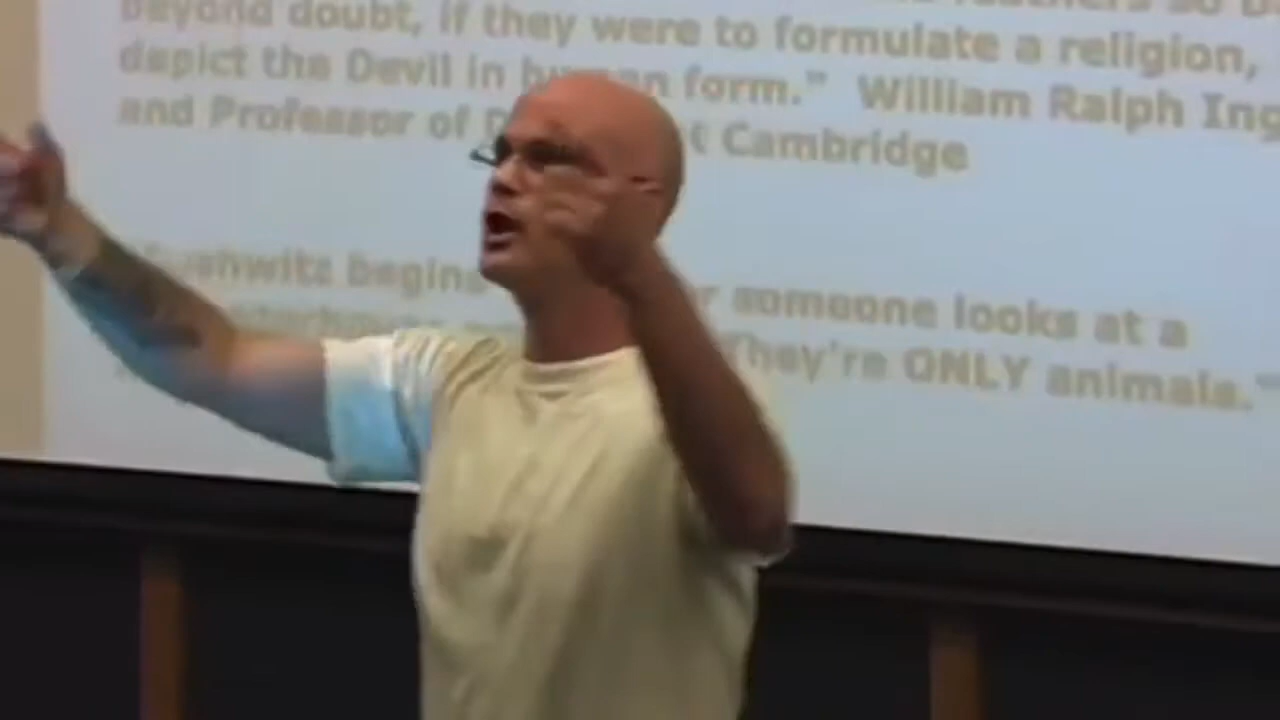 beyond doubt, if they were to formulate a religion,
depict the Devil in human form." William Ralph Ing
and Professor of D t Cambridge
begins r someone looks at a
They're ONLY animals."